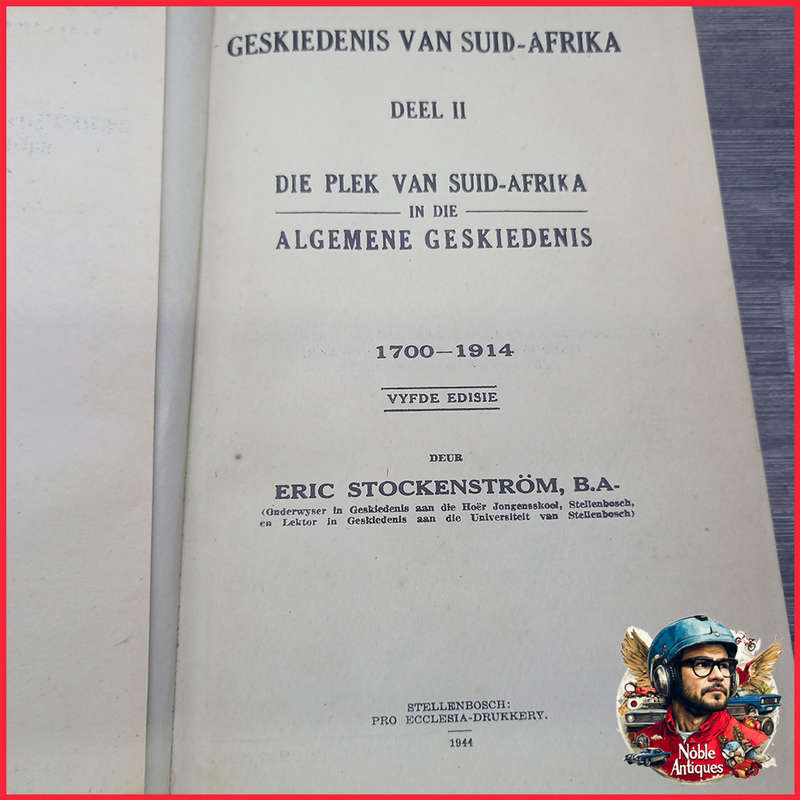 GESKIEDENIS VAN SUID-AFRIKA
DEEL II
DIE PLEK VAN SUID-AFRIKA
IN DIE
ALGEMENE GESKIEDENIS
1700—1914
VYFDE EDISIE
DEUR
ERIC STOCKENSTRÖM, B.A-
(Onderwyser in Geskiedenis aan die Hoër Jongensskool, Stellenbosch,
en Lektor in Geskiedenis aan die Universiteit van Stellenbosch)
STELLENBOSCH:
PRO ECCLESIA-DRUKKERY.
1944
Noble
Antiques